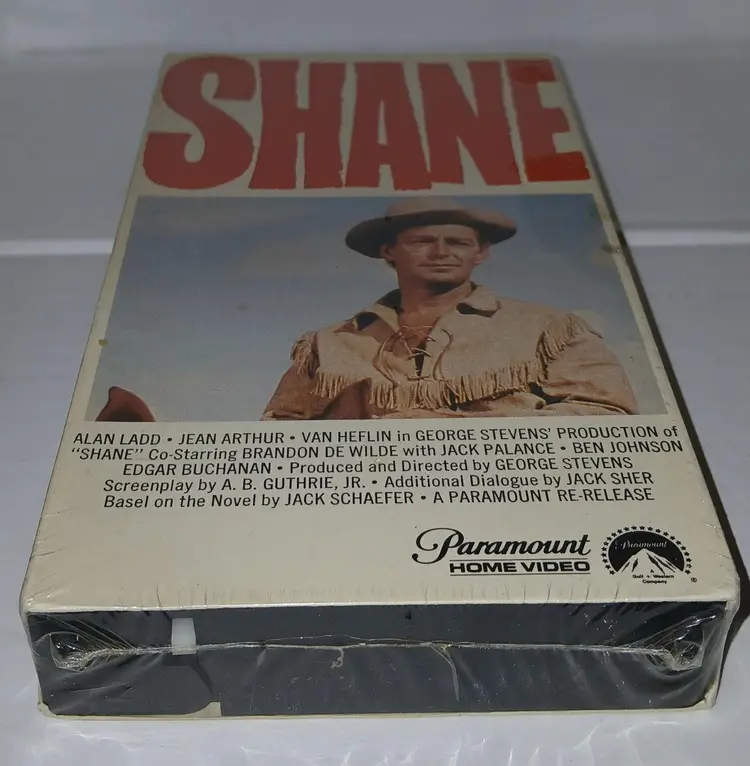 SHANE
ALAN LADD • JEAN ARTHUR • VAN HEFLIN in GEORGE STEVENS' PRODUCTION of
"SHANE" Co-Starring BRANDON DE WILDE with JACK PALANCE • BEN JOHNSON
EDGAR BUCHANAN • Produced and Directed by GEORGE STEVENS
Screenplay by A. B. GUTHRIE, JR. • Additional Dialogue by JACK SHER
Basel on the Novel by JACK SCHAEFER • A PARAMOUNT RE-RELEASE
Paramount
HOME VIDEO
Paramount
A
Gulf + Western
Company
®